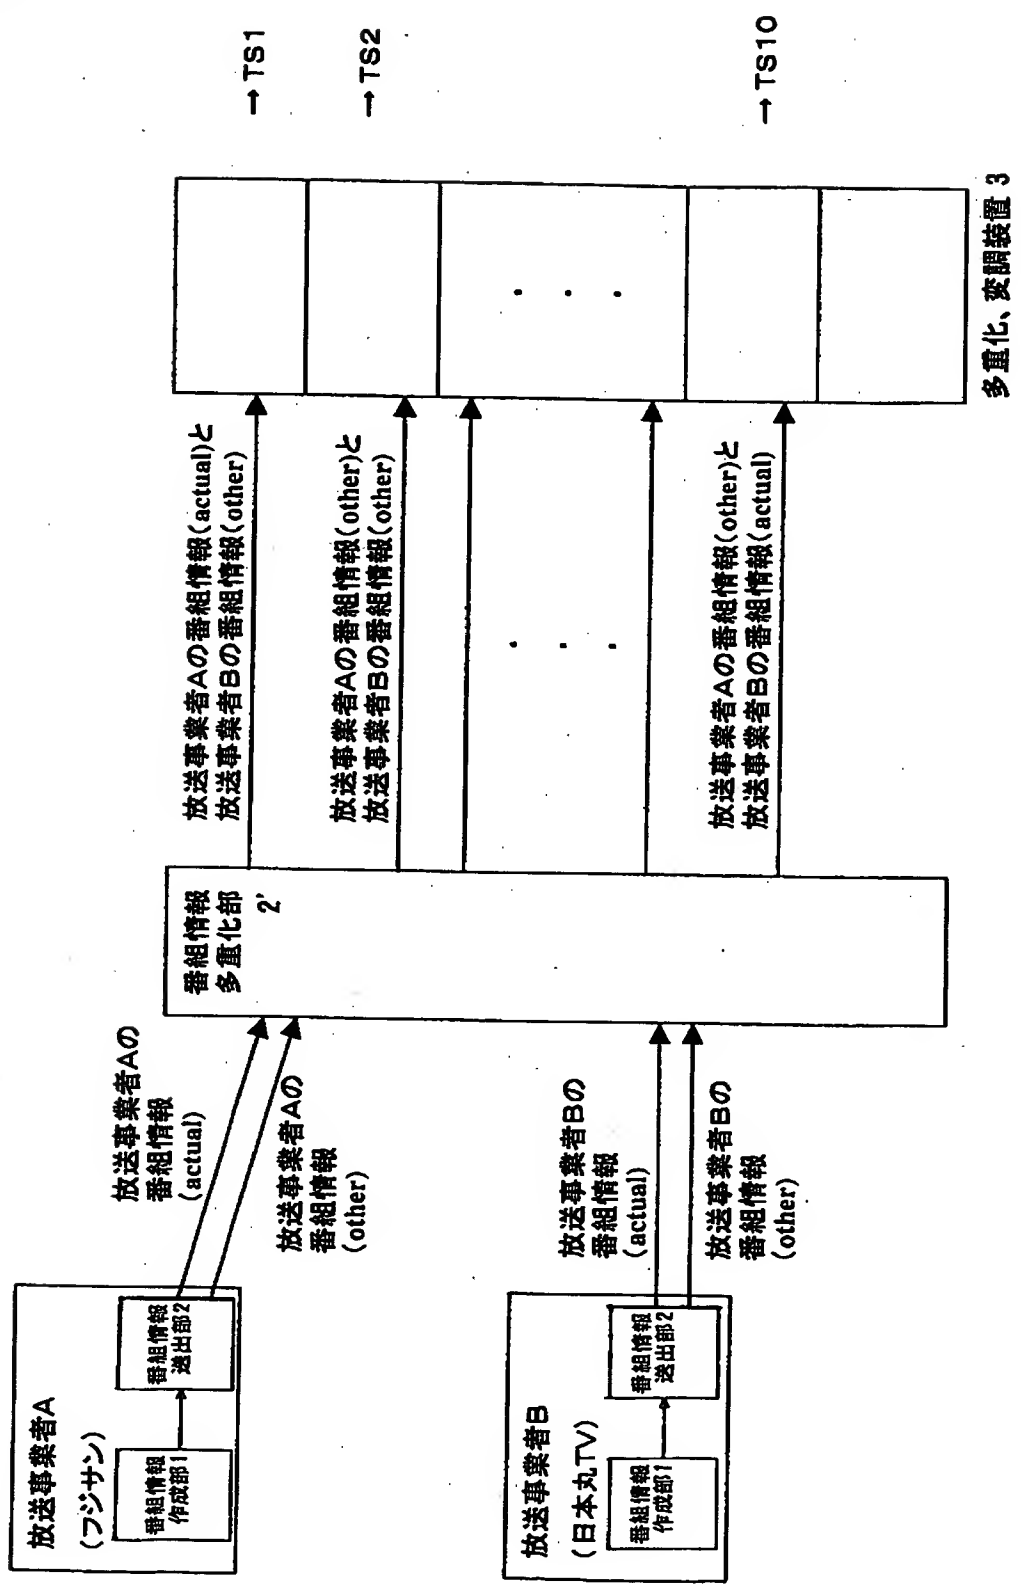 放送事業者A
(フジサン)
番組情報
作成部1
番組情報
送出部2
放送事業者Aの
番組情報
(actual)
放送事業者Aの
番組情報
(other)
放送事業者B
(日本丸TV)
番組情報
作成部1
番組情報
送出部2
放送事業者Bの
番組情報
(actual)
放送事業者Bの
番組情報
(other)
番組情報
多重化部
2'
放送事業者Aの番組情報(actual)と
放送事業者Bの番組情報(other)
放送事業者Aの番組情報(other)と
放送事業者Bの番組情報(other)
放送事業者Aの番組情報(other)と
放送事業者Bの番組情報(actual)
→TS1
→TS2
→TS10
多重化、変調装置3